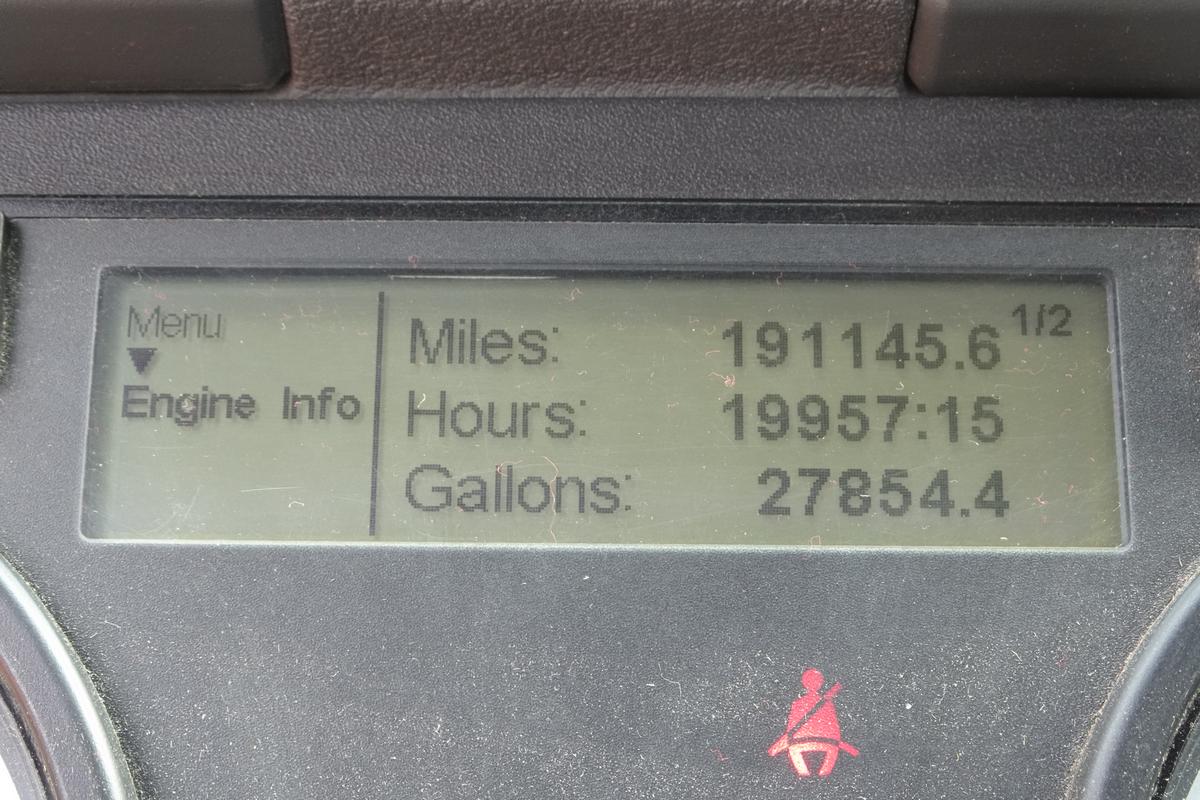 Menu
Engine Info
Miles: 191145.6 1/2
Hours: 19957:15
Gallons: 27854.4